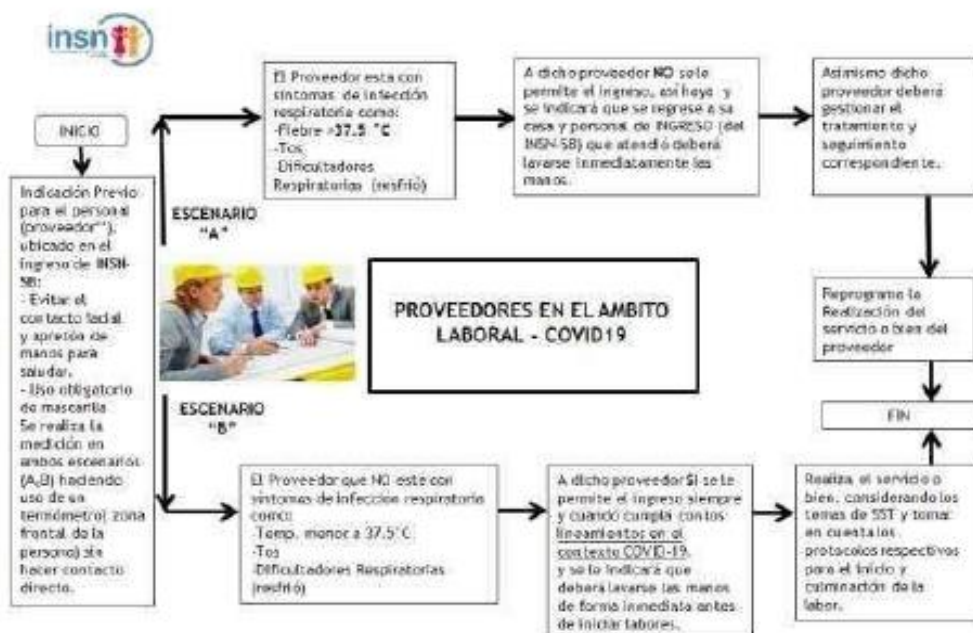 insn
INICIO
Indicación Previo
para el personal
(proveedor**),
ubicado en el
ingreso de INSN-
SB:
- Evitar el
contacto facial
y apretón de
manos para
saludar.
- Uso obligatorio
de mascarilla
Se realiza la
medición en
ambos escenarios
(A,B) haciendo
uso de un
termómetro( zona
frontal de la
persona) sin
hacer contacto
directo.
ESCENARIO
"A"
El Proveedor esta con
síntomas de infección
respiratoria como:
-Fiebre >37.5 °C
-Tos
-Dificultadores
Respiratorias (resfrió)
A dicho proveedor NO se le
permite el ingreso, así haya y
se indicará que se regrese a su
casa y personal de INGRESO (del
INSN-SB) que atendió deberá
lavarse inmediatamente las
manos.
Asimismo dicho
proveedor deberá
gestionar el
tratamiento y
seguimiento
correspondiente.
Reprograma la
Realización del
servicio o bien del
proveedor
FIN
PROVEEDORES EN EL AMBITO
LABORAL - COVID19
ESCENARIO
"B"
El Proveedor que NO esté con
síntomas de infección respiratoria
como:
-Temp. menor a 37.5°C
-Tos
-Dificultadores Respiratorias
(resfrió)
A dicho proveedor SI se le
permite el ingreso siempre
y cuando cumpla con los
lineamientos en el
contexto COVID-19.
y se le indicará que
deberá lavarse las manos
de forma inmediata antes
de iniciar labores.
Realiza el servicio o
bien, considerando los
temas de SST y tomar
en cuenta los
protocolos respectivos
para el inicio y
culminación de la
labor.